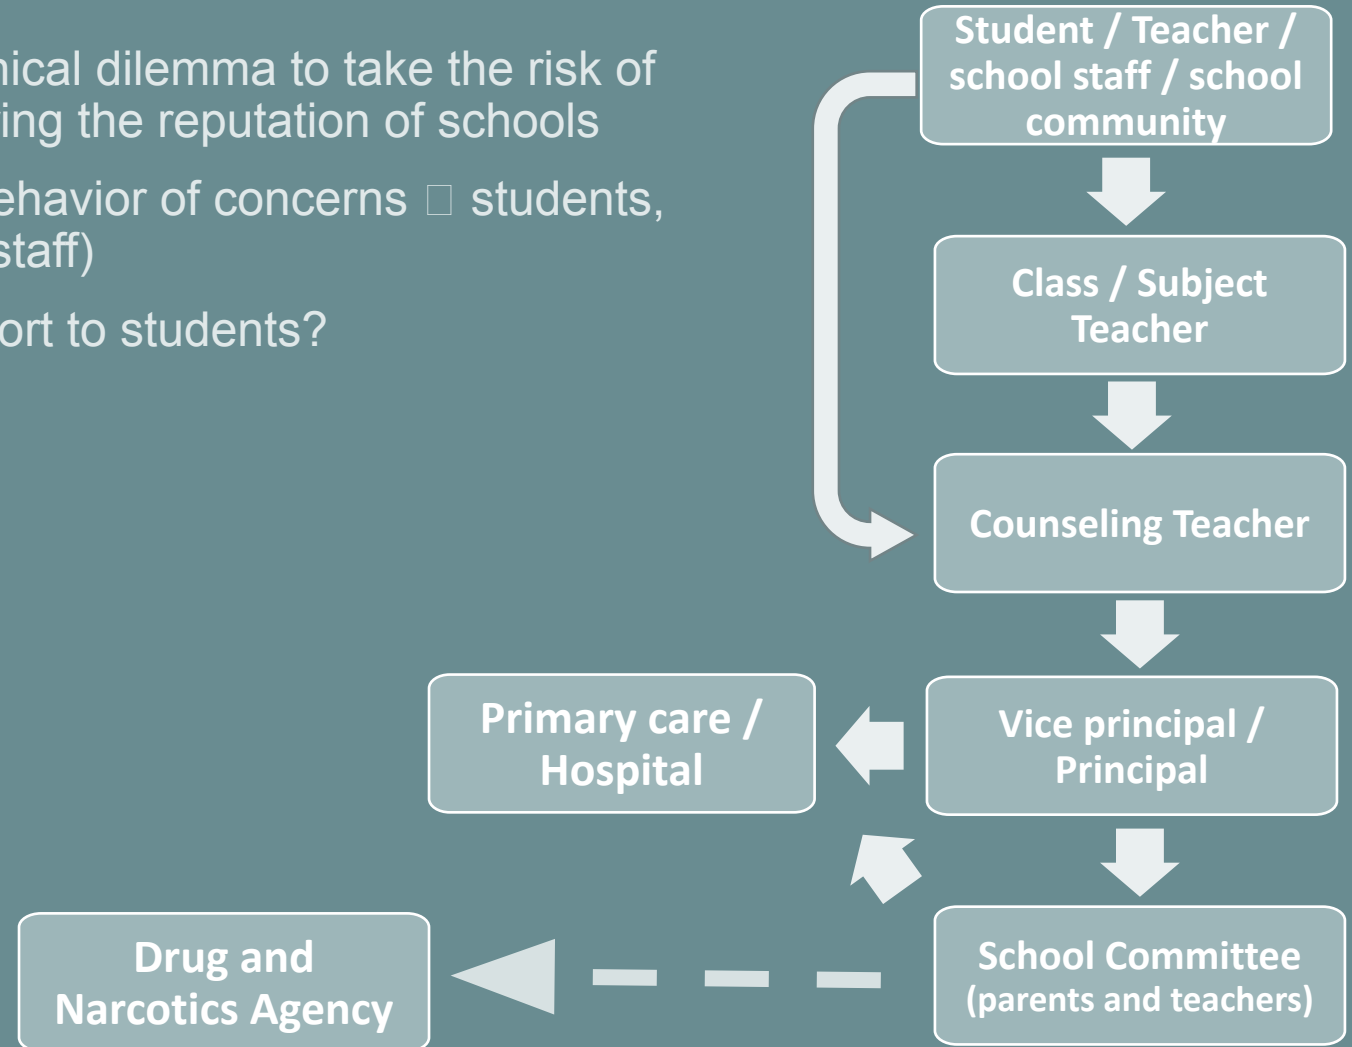 nical dilemma to take the risk of
ing the reputation of schools
ehavior of concerns □ students,
staff)
ort to students?
Student / Teacher /
school staff / school
community
Class / Subject
Teacher
Counseling Teacher
Primary care /
Hospital
Vice principal /
Principal
Drug and
Narcotics Agency
School Committee
(parents and teachers)